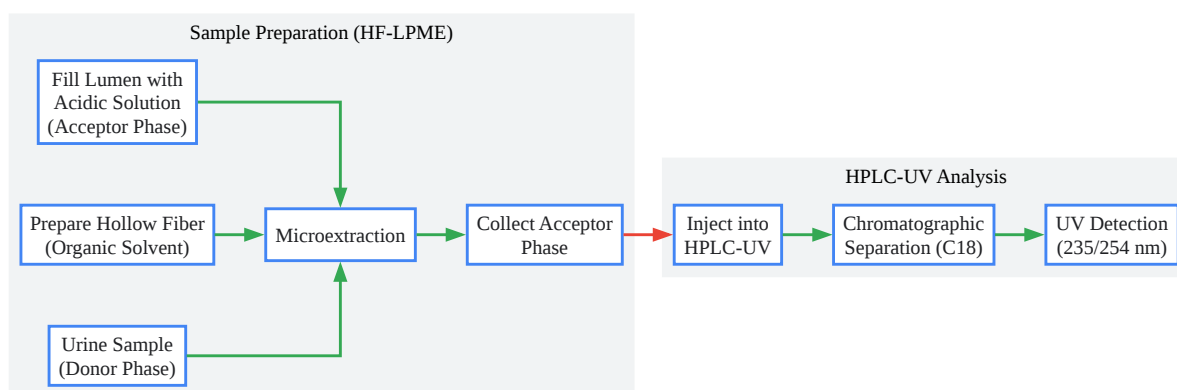 Sample Preparation (HF-LPME)
Fill Lumen with
Acidic Solution
(Acceptor Phase)
Prepare Hollow Fiber
(Organic Solvent)
Urine Sample
(Donor Phase)
Microextraction
Collect Acceptor
Phase
HPLC-UV Analysis
Inject into
HPLC-UV
Chromatographic
Separation (C18)
UV Detection
(235/254 nm)